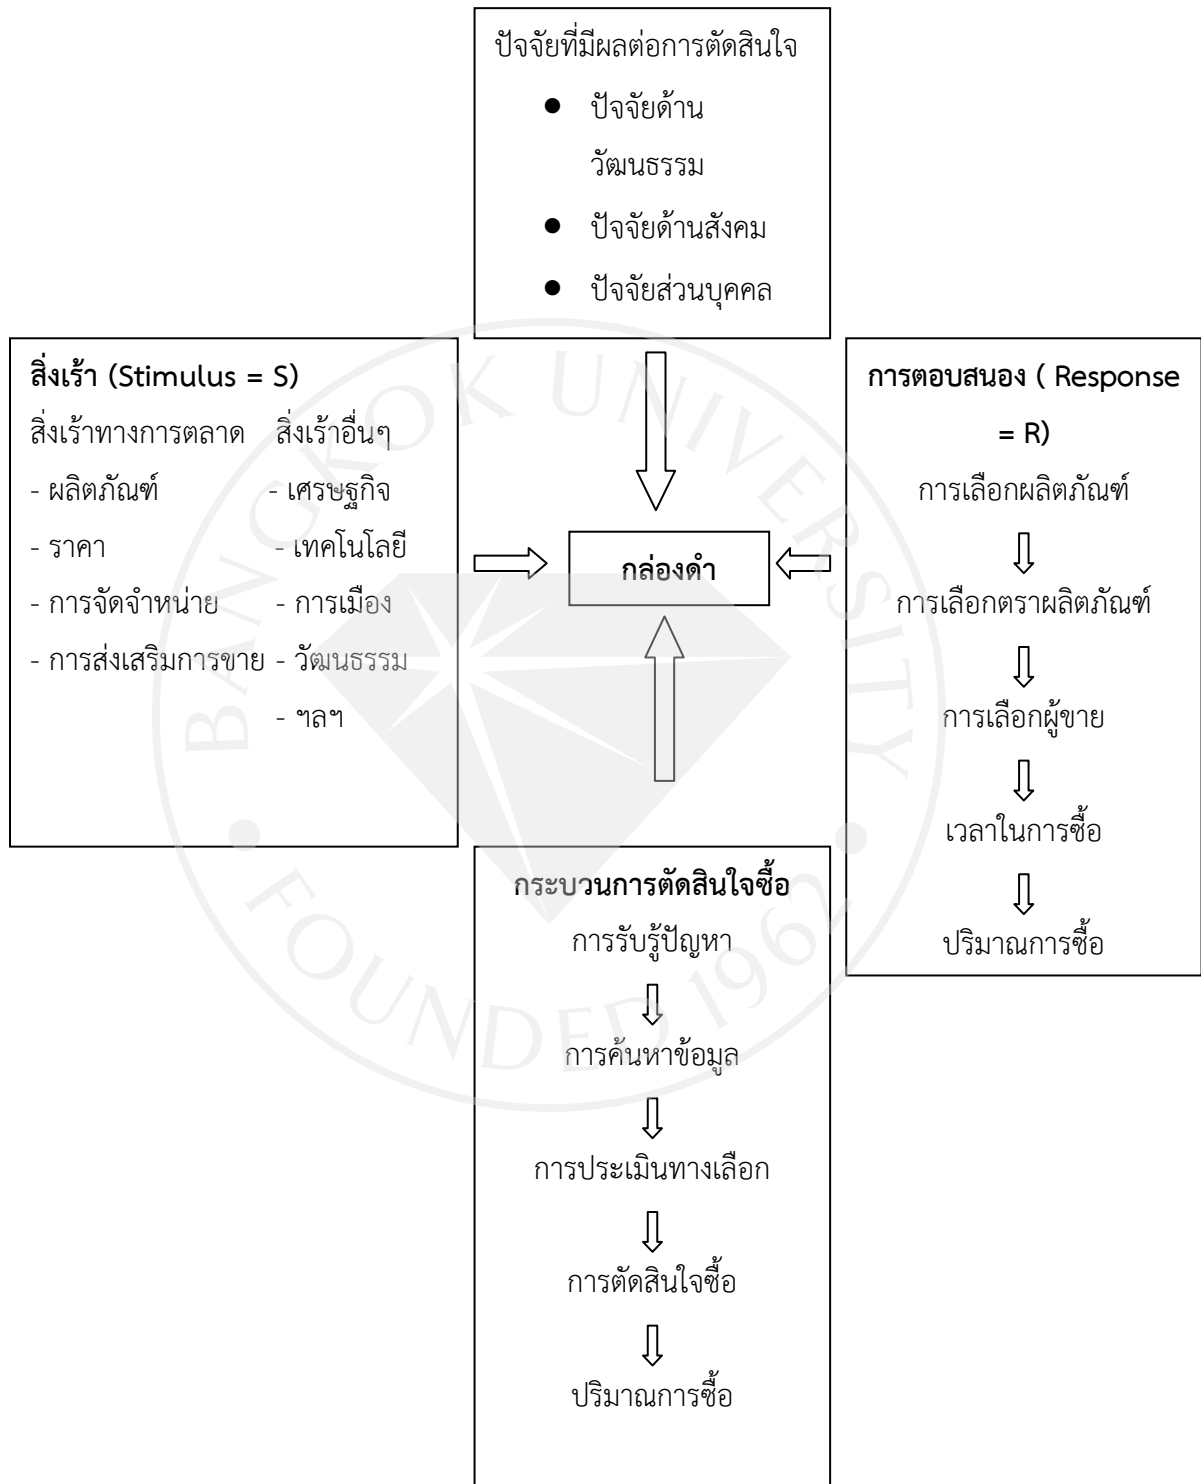 ปัจจัยที่มีผลต่อการตัดสินใจ
● ปัจจัยด้าน
วัฒนธรรม
● ปัจจัยด้านสังคม
● ปัจจัยส่วนบุคคล
สิ่งเร้า (Stimulus = S)
สิ่งเร้าทางการตลาด สิ่งเร้าอื่นๆ
- ผลิตภัณฑ์ - เศรษฐกิจ
- ราคา - เทคโนโลยี
- การจัดจำหน่าย - การเมือง
- การส่งเสริมการขาย - วัฒนธรรม
- ฯลฯ
กล่องดำ
การตอบสนอง ( Response
= R)
การเลือกผลิตภัณฑ์
การเลือกตราผลิตภัณฑ์
การเลือกผู้ขาย
เวลาในการซื้อ
ปริมาณการซื้อ
กระบวนการตัดสินใจซื้อ
การรับรู้ปัญหา
การค้นหาข้อมูล
การประเมินทางเลือก
การตัดสินใจซื้อ
ปริมาณการซื้อ
BANGKOK UNIVERSITY
FOUNDED 1962